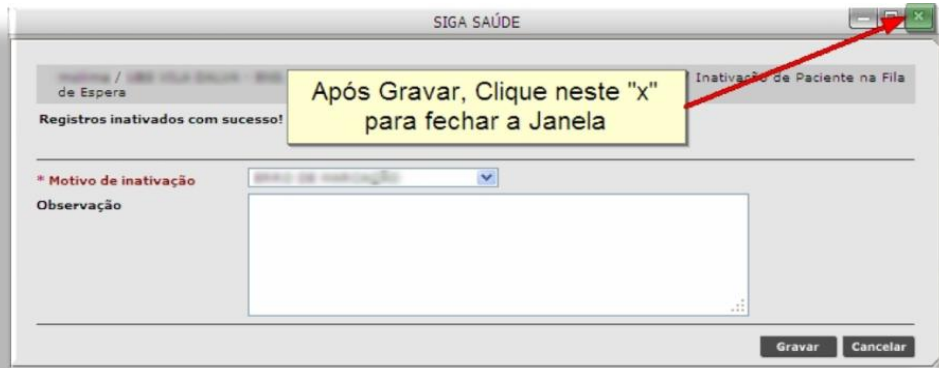 SIGA SAÚDE
Inativação de Paciente na Fila
de Espera
Após Gravar, Clique neste "x"
para fechar a Janela
Registros inativados com sucesso!
* Motivo de inativação
Observação
Gravar Cancelar